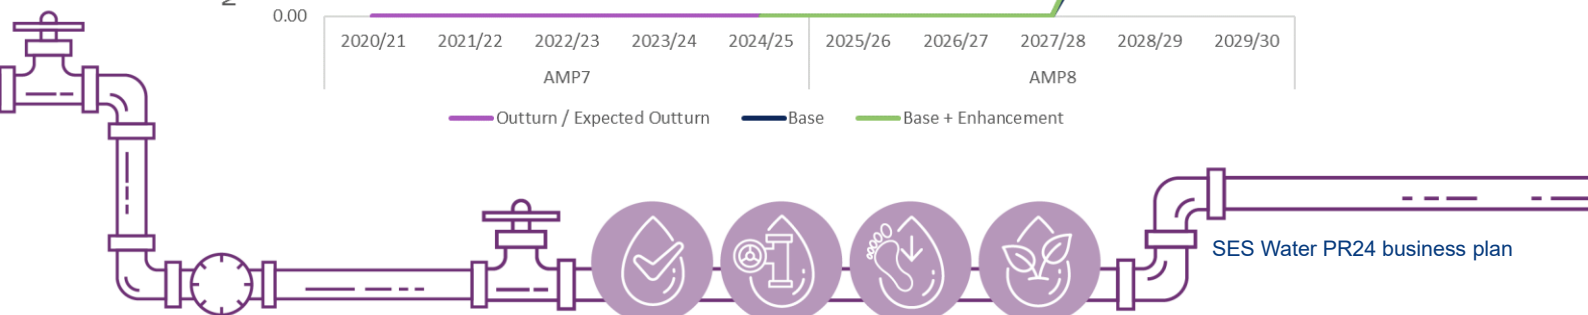 0.00
2020/21 2021/22 2022/23 2023/24 2024/25 2025/26 2026/27 2027/28 2028/29 2029/30
AMP7 AMP8
Outturn / Expected Outturn Base Base + Enhancement
SES Water PR24 business plan